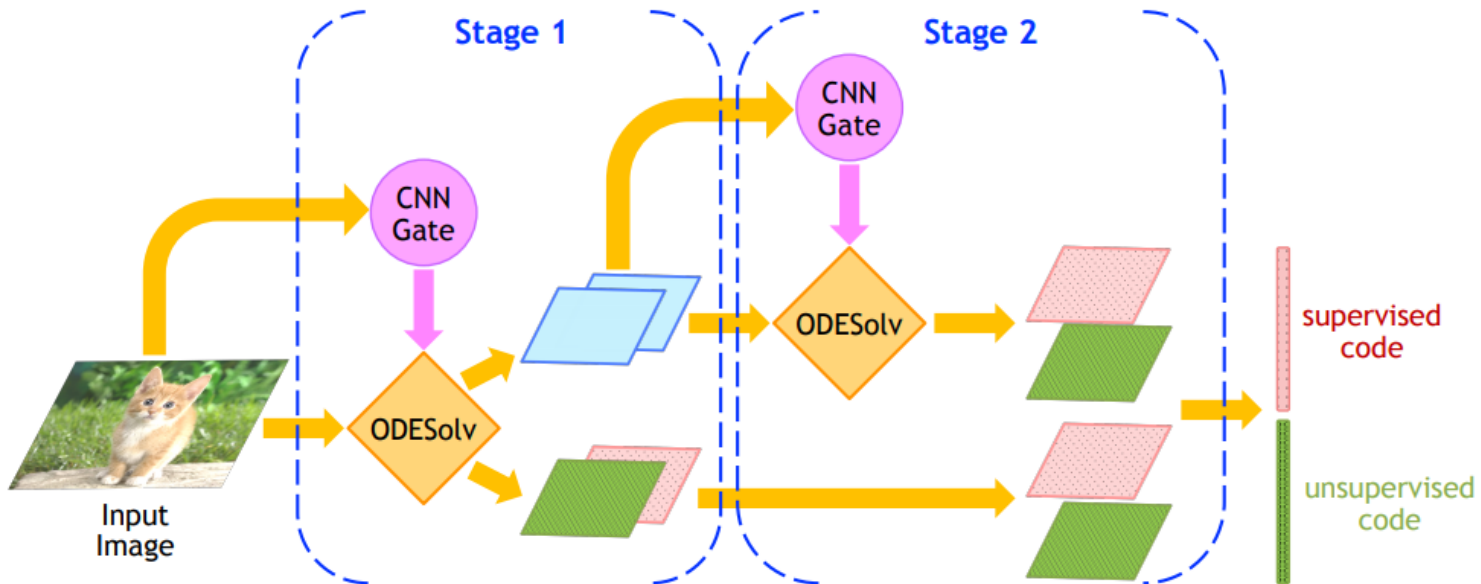 Stage 1
Stage 2
CNN
Gate
CNN
Gate
ODESolv
ODESolv
Input
Image
supervised
code
unsupervised
code